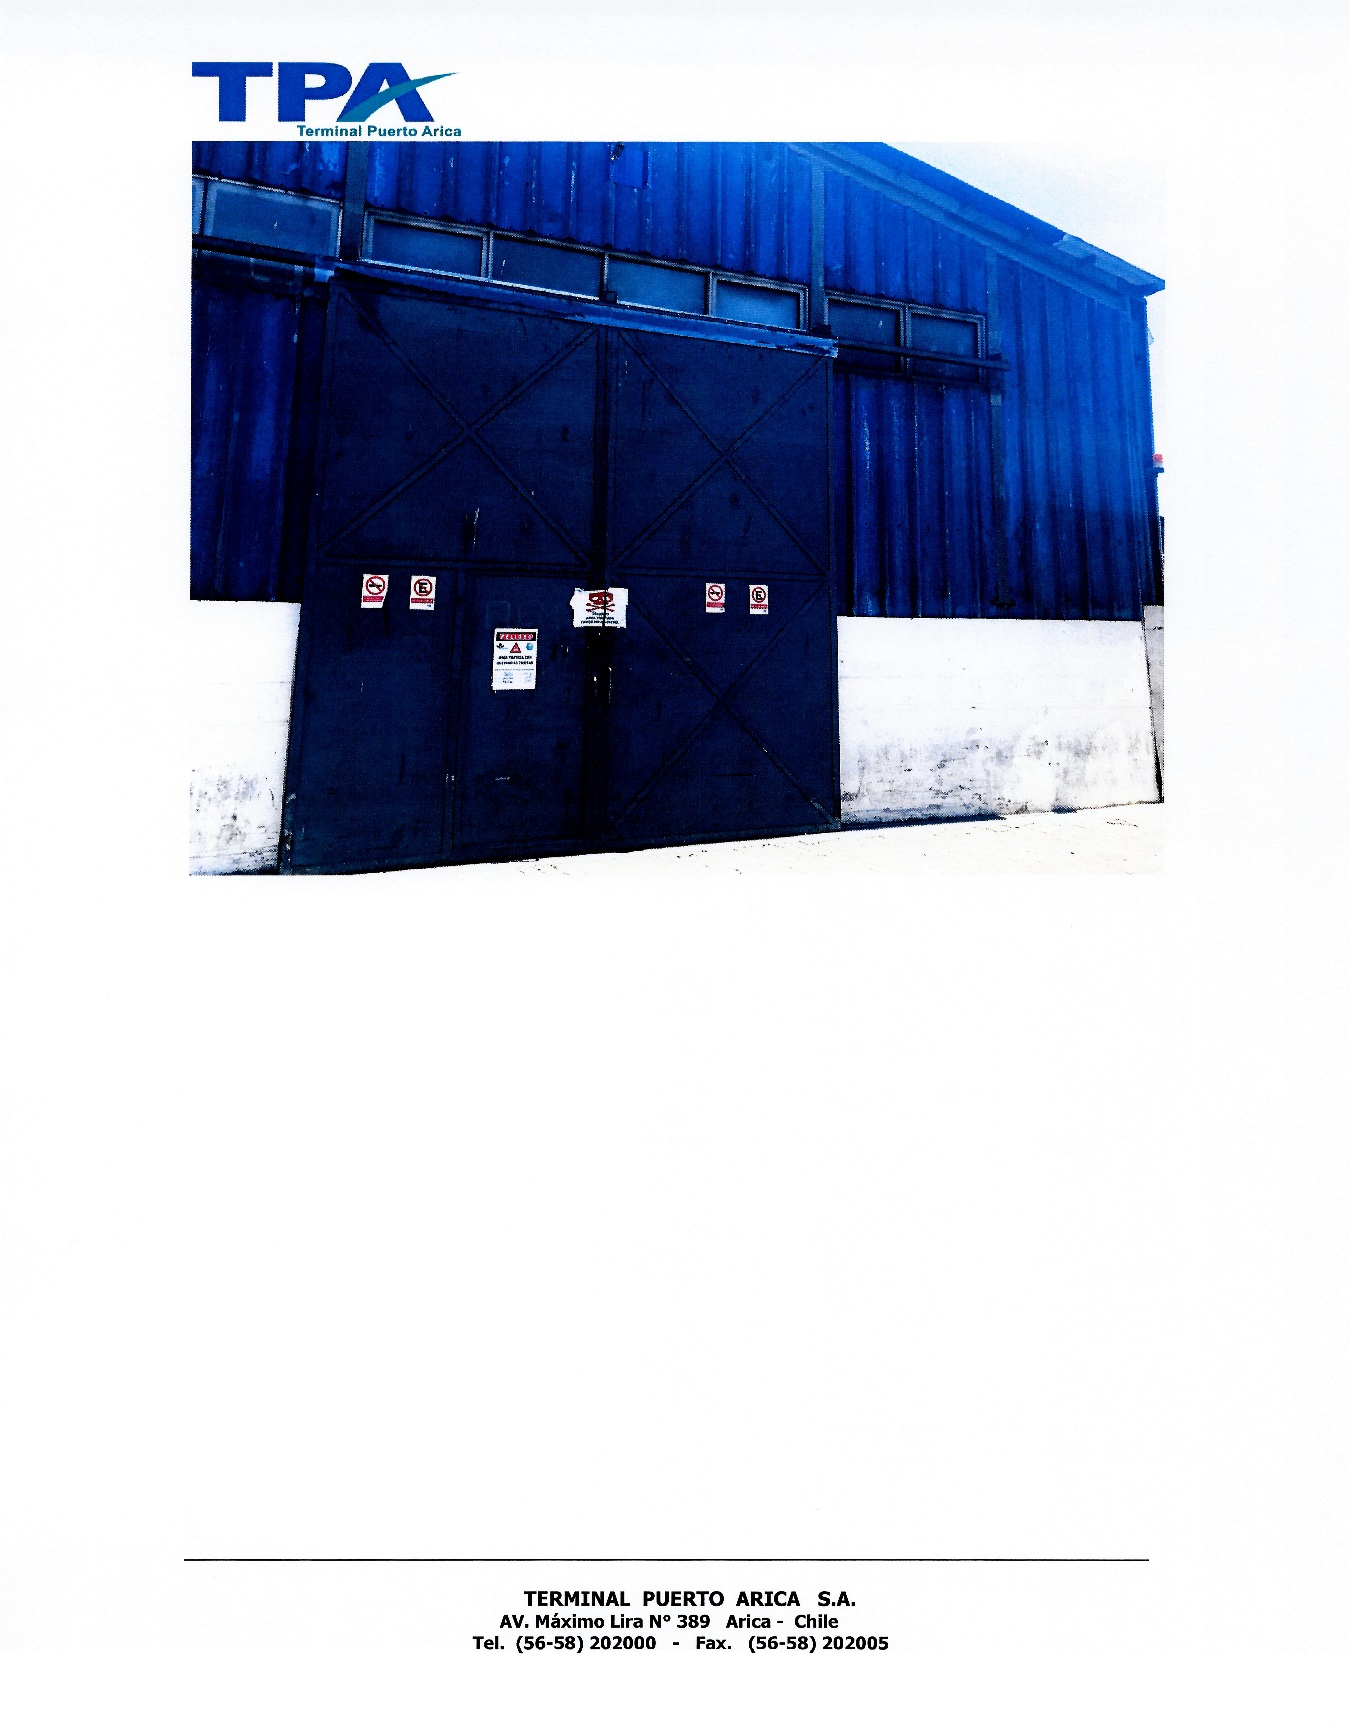 TPA
Terminal Puerto Arica
E
PELIGRO
E
TERMINAL PUERTO ARICA S.A.
AV. Máximo Lira N° 389 Arica - Chile
Tel. (56-58) 202000 - Fax. (56-58) 202005